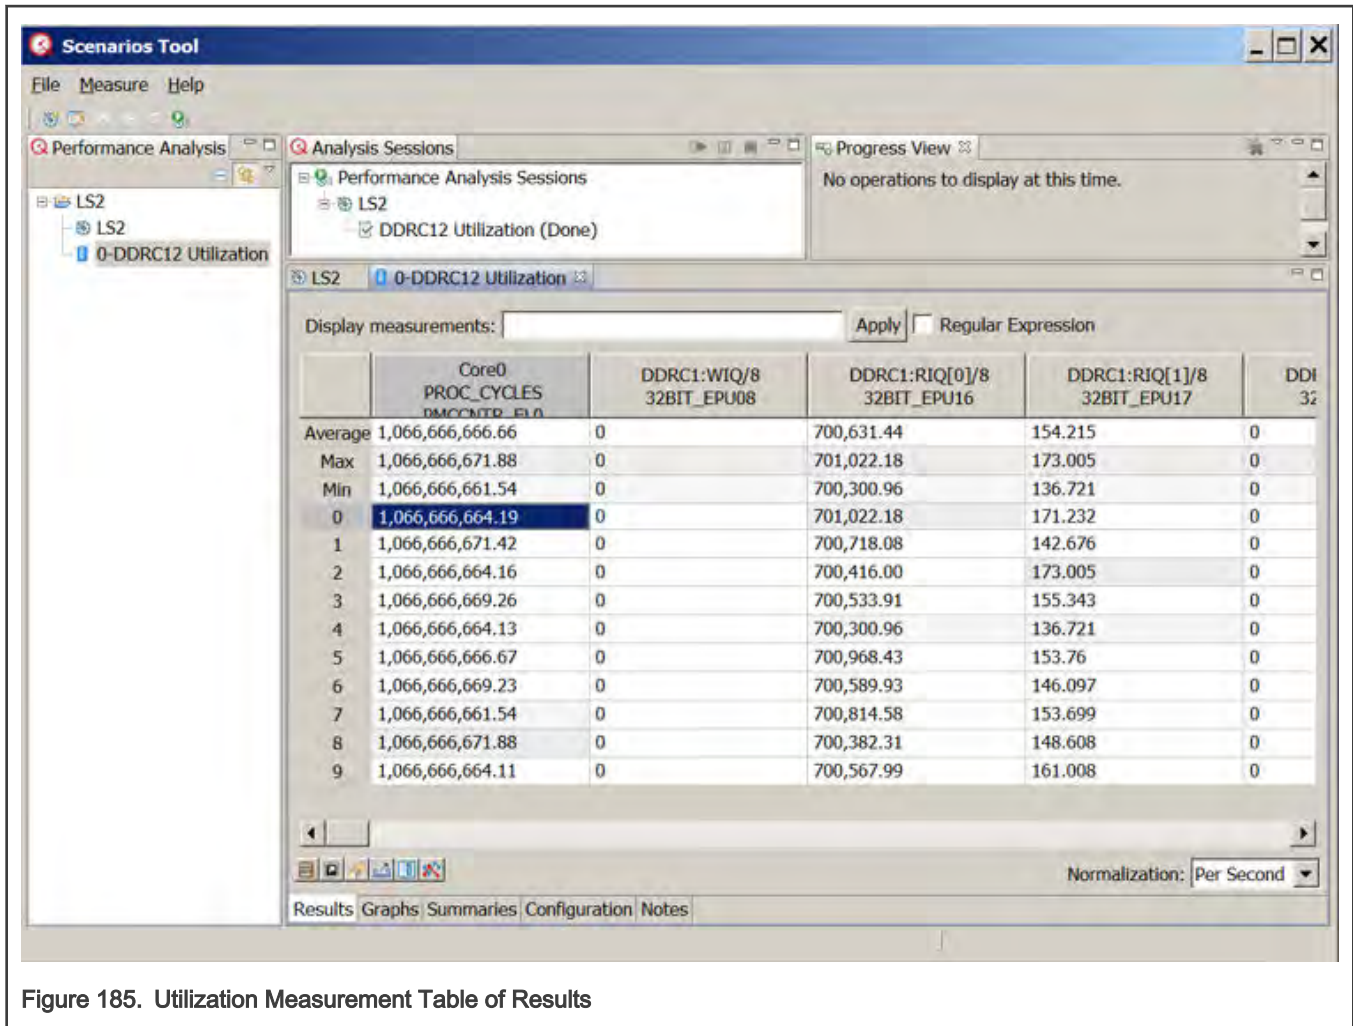 Scenarios Tool
File Measure Help
Performance Analysis
Analysis Sessions
Progress View
LS2
LS2
0-DDRC12 Utilization
Performance Analysis Sessions
LS2
DDRC12 Utilization (Done)
No operations to display at this time.
LS2 0-DDRC12 Utilization
Display measurements: Apply Regular Expression
Core0 PROC_CYCLES PMCCNTR_EL0
DDRC1:WIQ/8 32BIT_EPU08
DDRC1:RIQ[0]/8 32BIT_EPU16
DDRC1:RIQ[1]/8 32BIT_EPU17
Average 1,066,666,666.66 0 700,631.44 154.215 0
Max 1,066,666,671.88 0 701,022.18 173.005 0
Min 1,066,666,661.54 0 700,300.96 136.721 0
0 1,066,666,664.19 0 701,022.18 171.232 0
1 1,066,666,671.42 0 700,718.08 142.676 0
2 1,066,666,664.16 0 700,416.00 173.005 0
3 1,066,666,669.26 0 700,533.91 155.343 0
4 1,066,666,664.13 0 700,300.96 136.721 0
5 1,066,666,666.67 0 700,968.43 153.76 0
6 1,066,666,669.23 0 700,589.93 146.097 0
7 1,066,666,661.54 0 700,814.58 153.699 0
8 1,066,666,671.88 0 700,382.31 148.608 0
9 1,066,666,664.11 0 700,567.99 161.008 0
Normalization: Per Second
Results Graphs Summaries Configuration Notes
Figure 185. Utilization Measurement Table of Results